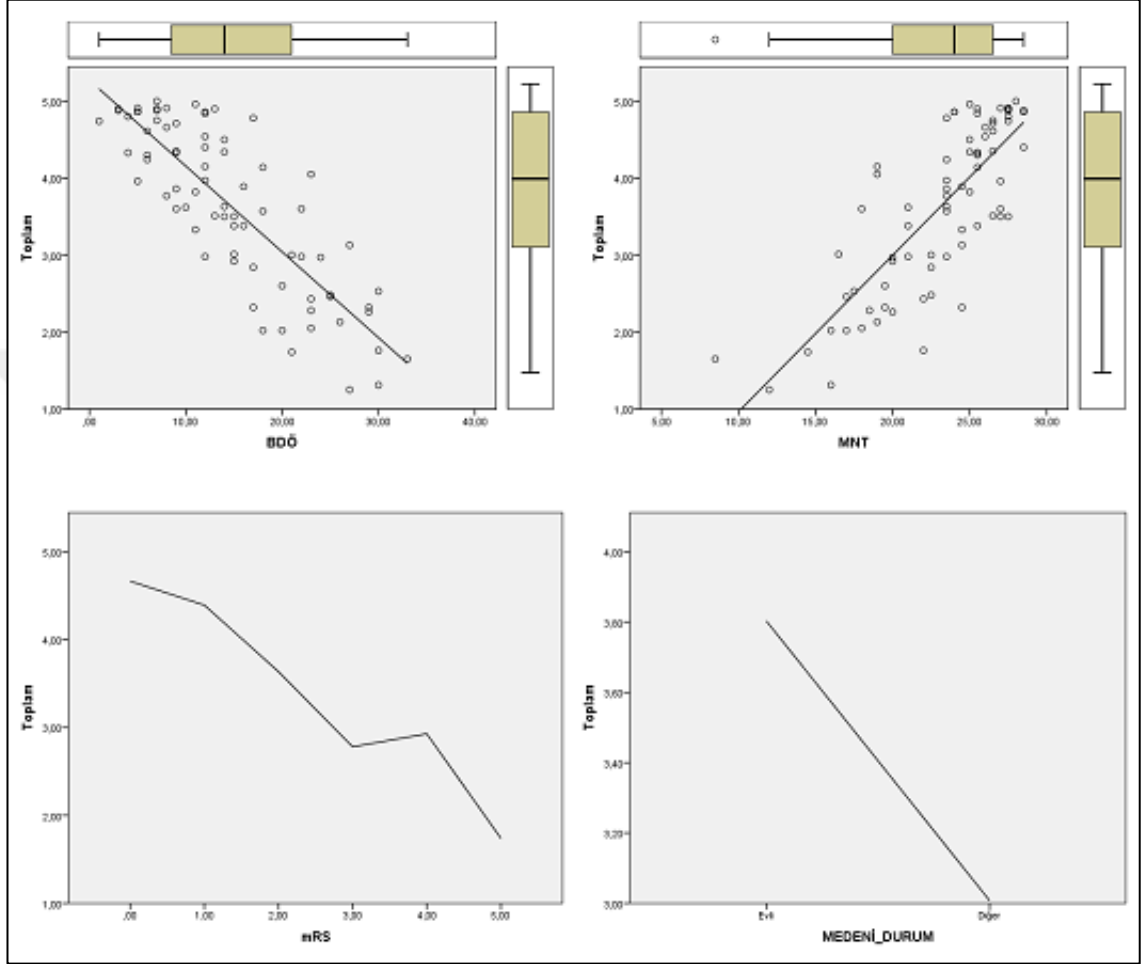 Toplam
5,00
4,00
3,00
2,00
1,00
,00 10,00 20,00 30,00 40,00
BDÖ
Toplam
5,00
4,00
3,00
2,00
1,00
5,00 10,00 15,00 20,00 25,00 30,00
MNT
Toplam
5,00
4,00
3,00
2,00
1,00
,00 1,00 2,00 3,00 4,00 5,00
mRS
Toplam
4,00
3,80
3,60
3,40
3,20
3,00
Evli Diğer
MEDENİ_DURUM